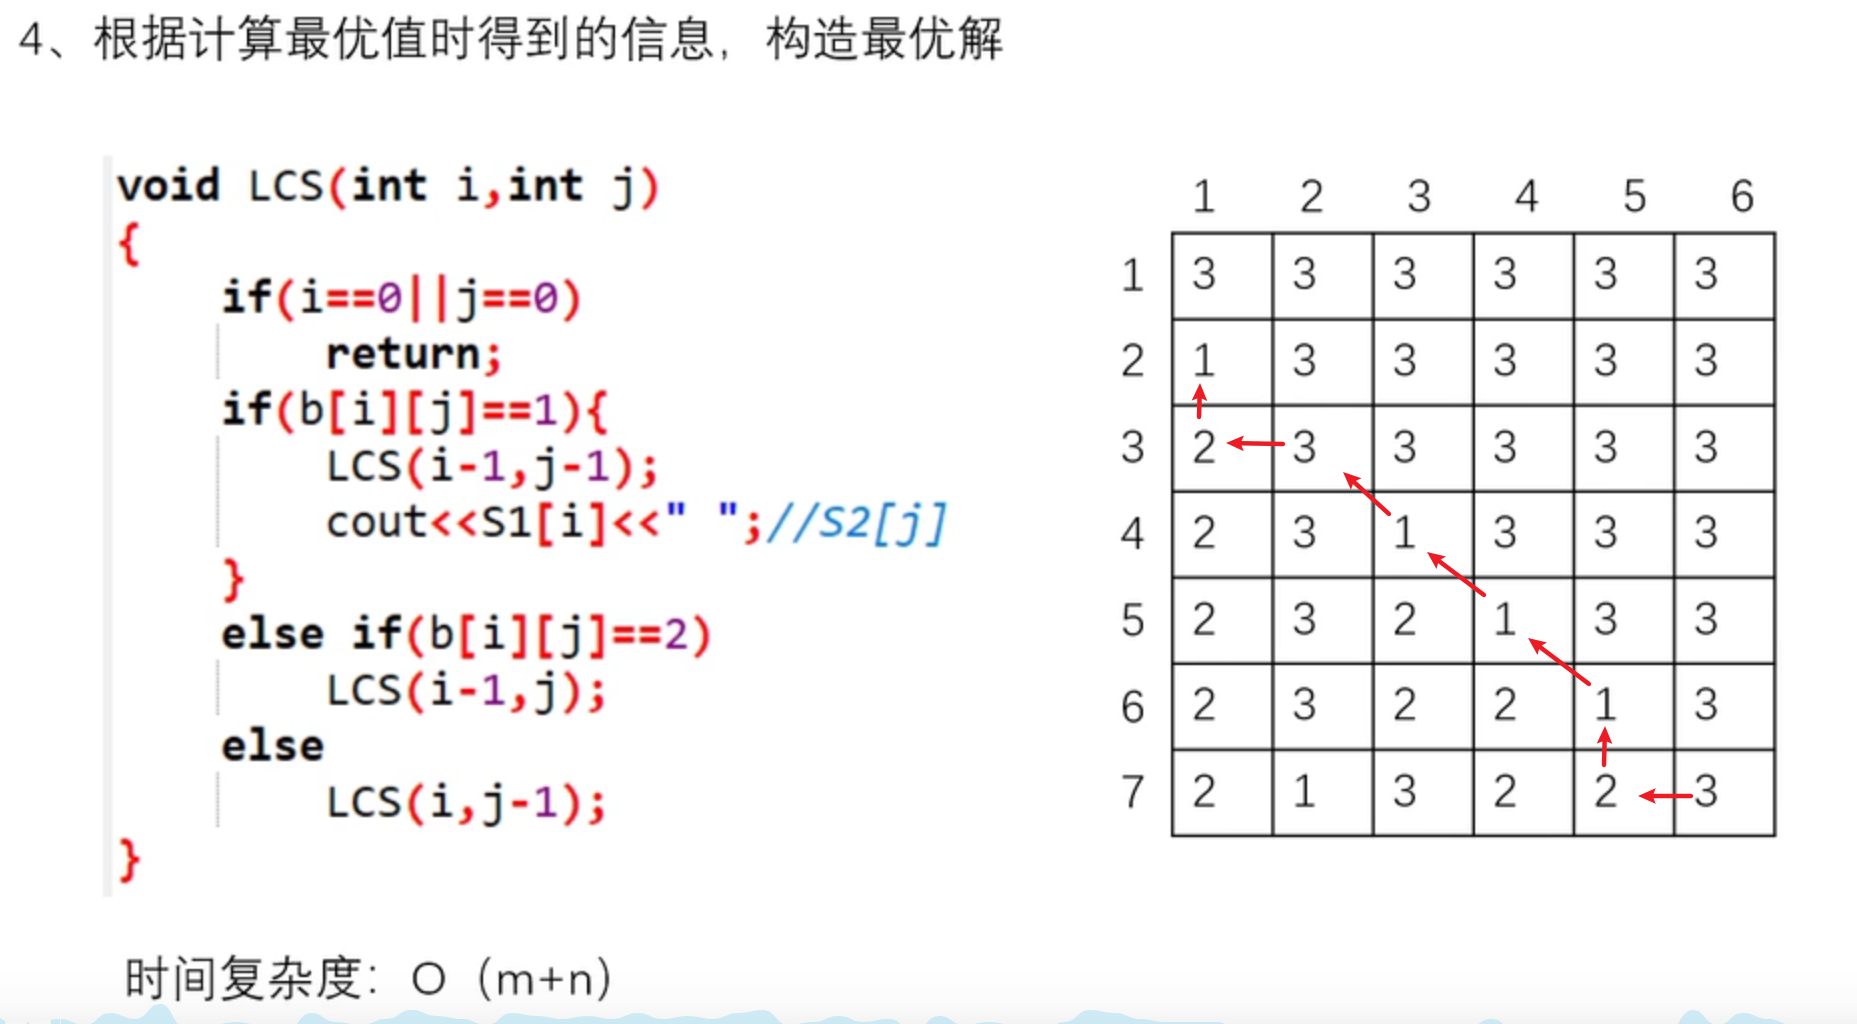 4、根据计算最优值时得到的信息，构造最优解
void LCS(int i,int j)
{
if(i==0||j==0)
return;
if(b[i][j]==1){
LCS(i-1,j-1);
cout<<S1[i]<<" ";//S2[j]
}
else if(b[i][j]==2)
LCS(i-1,j);
else
LCS(i,j-1);
}
时间复杂度：O（m+n）
1 2 3 4 5 6
1 3 3 3 3 3 3
2 1 3 3 3 3 3
3 2 3 3 3 3 3
4 2 3 1 3 3 3
5 2 3 2 1 3 3
6 2 3 2 2 1 3
7 2 1 3 2 2 3